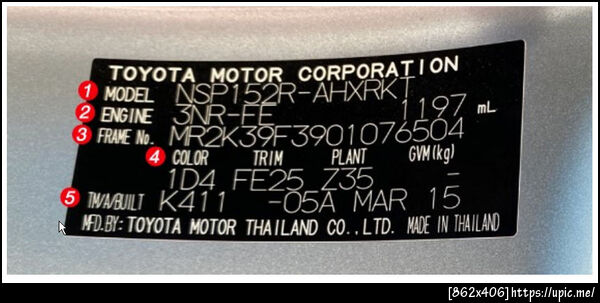 TOYOTA MOTOR CORPORATION
1 MODEL NSP152R-AHXRKT
2 ENGINE 3NR-FE 1197 mL
3 FRAME No. MR2K39F3901076504
4 COLOR TRIM PLANT GVM(kg)
1D4 FE25 Z35 -
5 TM/A/BUILT K411 -05A MAR 15
MFD.BY: TOYOTA MOTOR THAILAND CO.,LTD. MADE IN THAILAND
[862x406]https://upic.me/